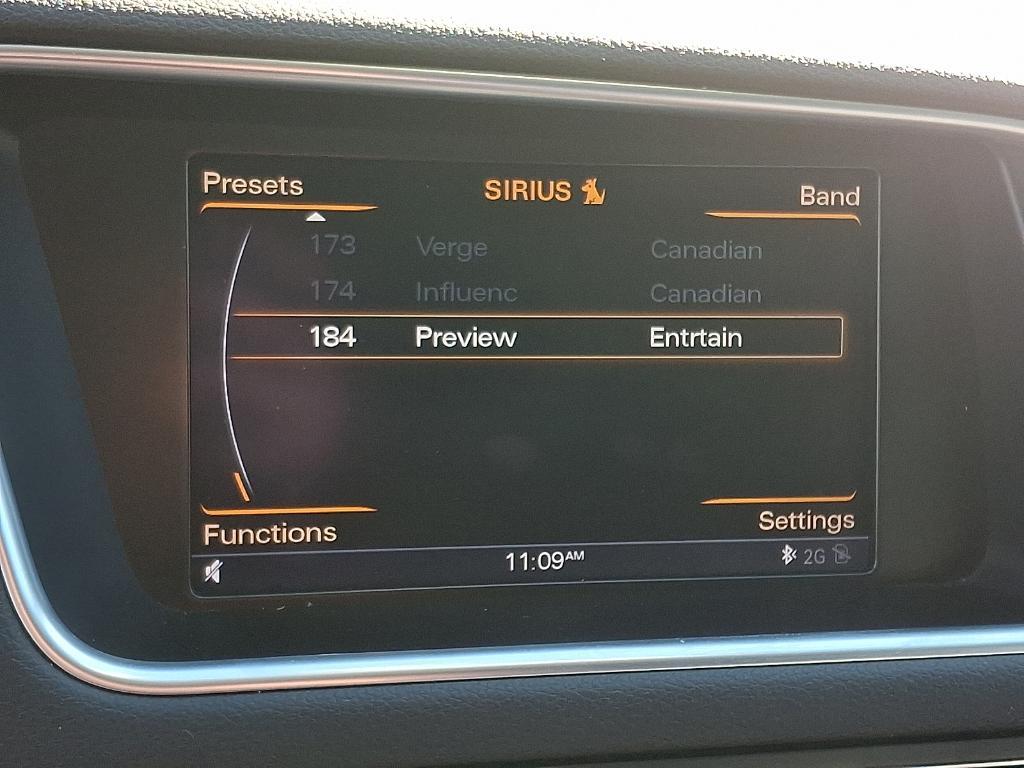 Presets SIRIUS Band
173 Verge Canadian
174 Influenc Canadian
184 Preview Entrtain
Functions Settings
11:09AM 2G